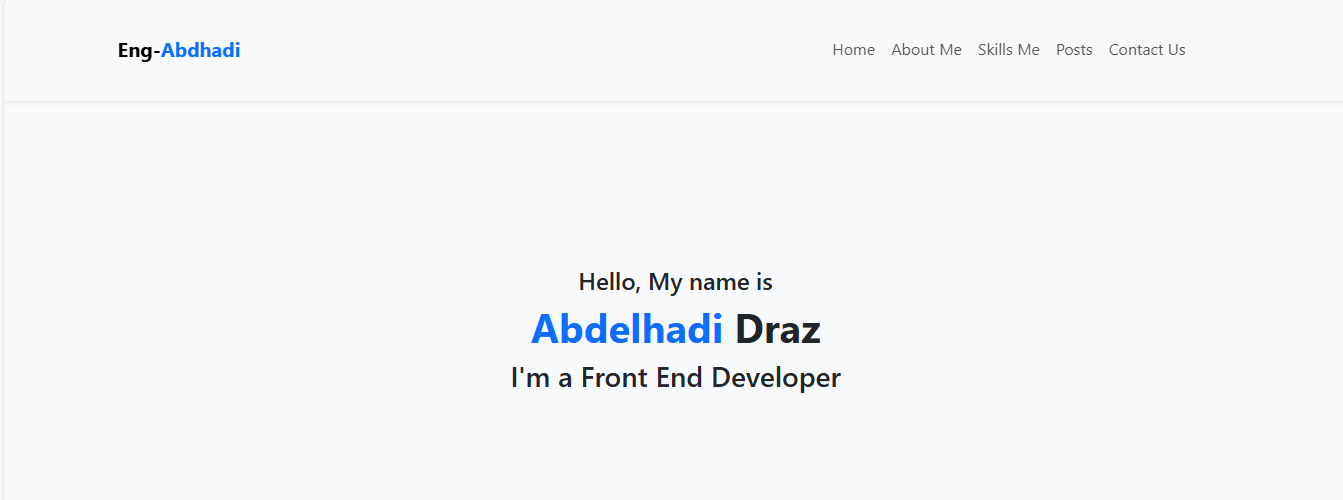 Eng-Abdhadi
Home About Me Skills Me Posts Contact Us
Hello, My name is
Abdelhadi Draz
I'm a Front End Developer